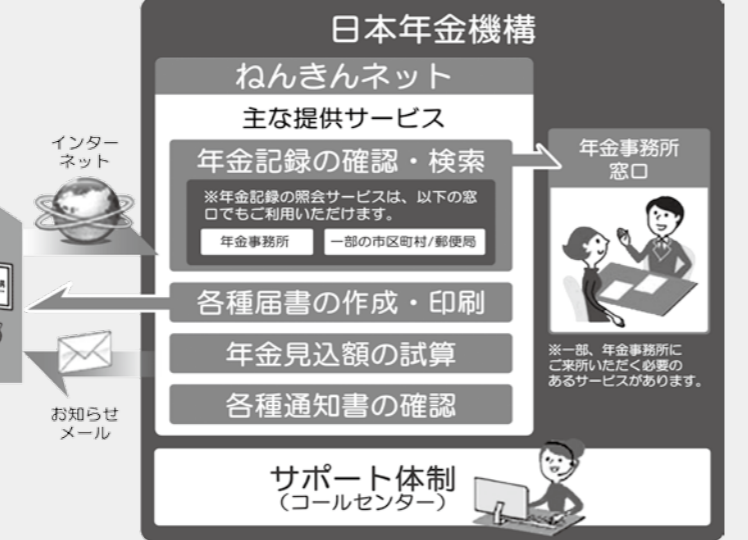 日本年金機構
ねんきんネット
主な提供サービス
年金記録の確認・検索
※年金記録の照会サービスは、以下の窓
口でもご利用いただけます。
年金事務所
一部の市区町村/郵便局
各種届書の作成・印刷
年金見込額の試算
各種通知書の確認
年金事務所
窓口
※一部、年金事務所に
ご来所いただく必要の
あるサービスがあります。
インター
ネット
お知らせ
メール
サポート体制
（コールセンター）